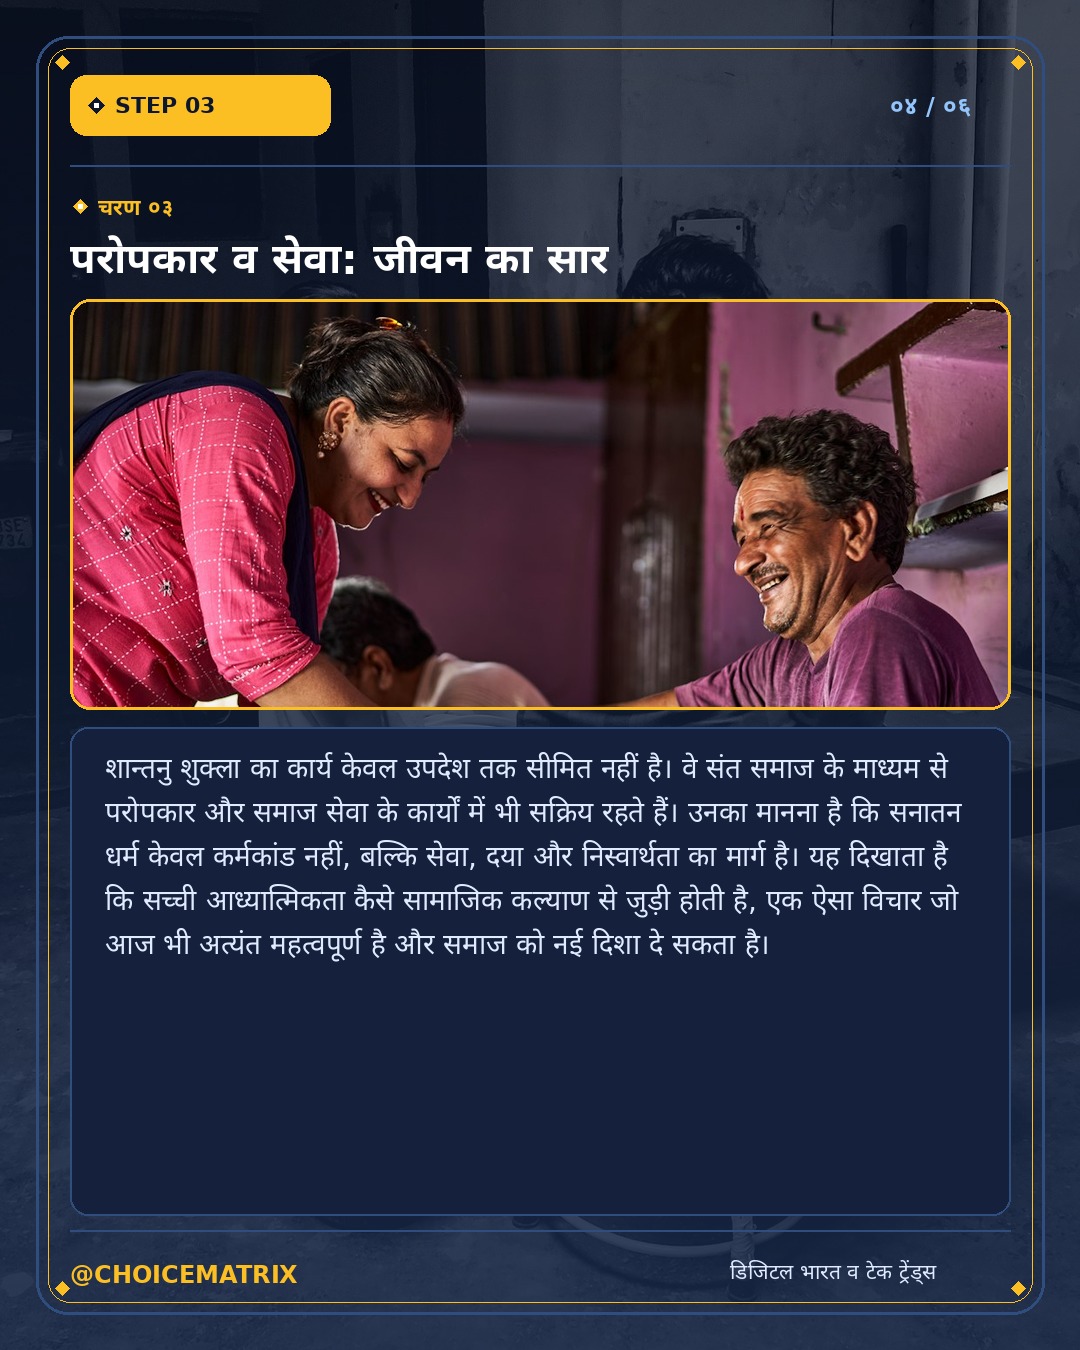 STEP 03
०४ / ०६
चरण ०३
परोपकार व सेवा: जीवन का सार
शान्तनु शुक्ला का कार्य केवल उपदेश तक सीमित नहीं है। वे संत समाज के माध्यम से
परोपकार और समाज सेवा के कार्यों में भी सक्रिय रहते हैं। उनका मानना है कि सनातन
धर्म केवल कर्मकांड नहीं, बल्कि सेवा, दया और निस्वार्थता का मार्ग है। यह दिखाता है
कि सच्ची आध्यात्मिकता कैसे सामाजिक कल्याण से जुड़ी होती है, एक ऐसा विचार जो
आज भी अत्यंत महत्वपूर्ण है और समाज को नई दिशा दे सकता है।
@CHOICEMATRIX
डिजिटल भारत व टेक ट्रेंड्स